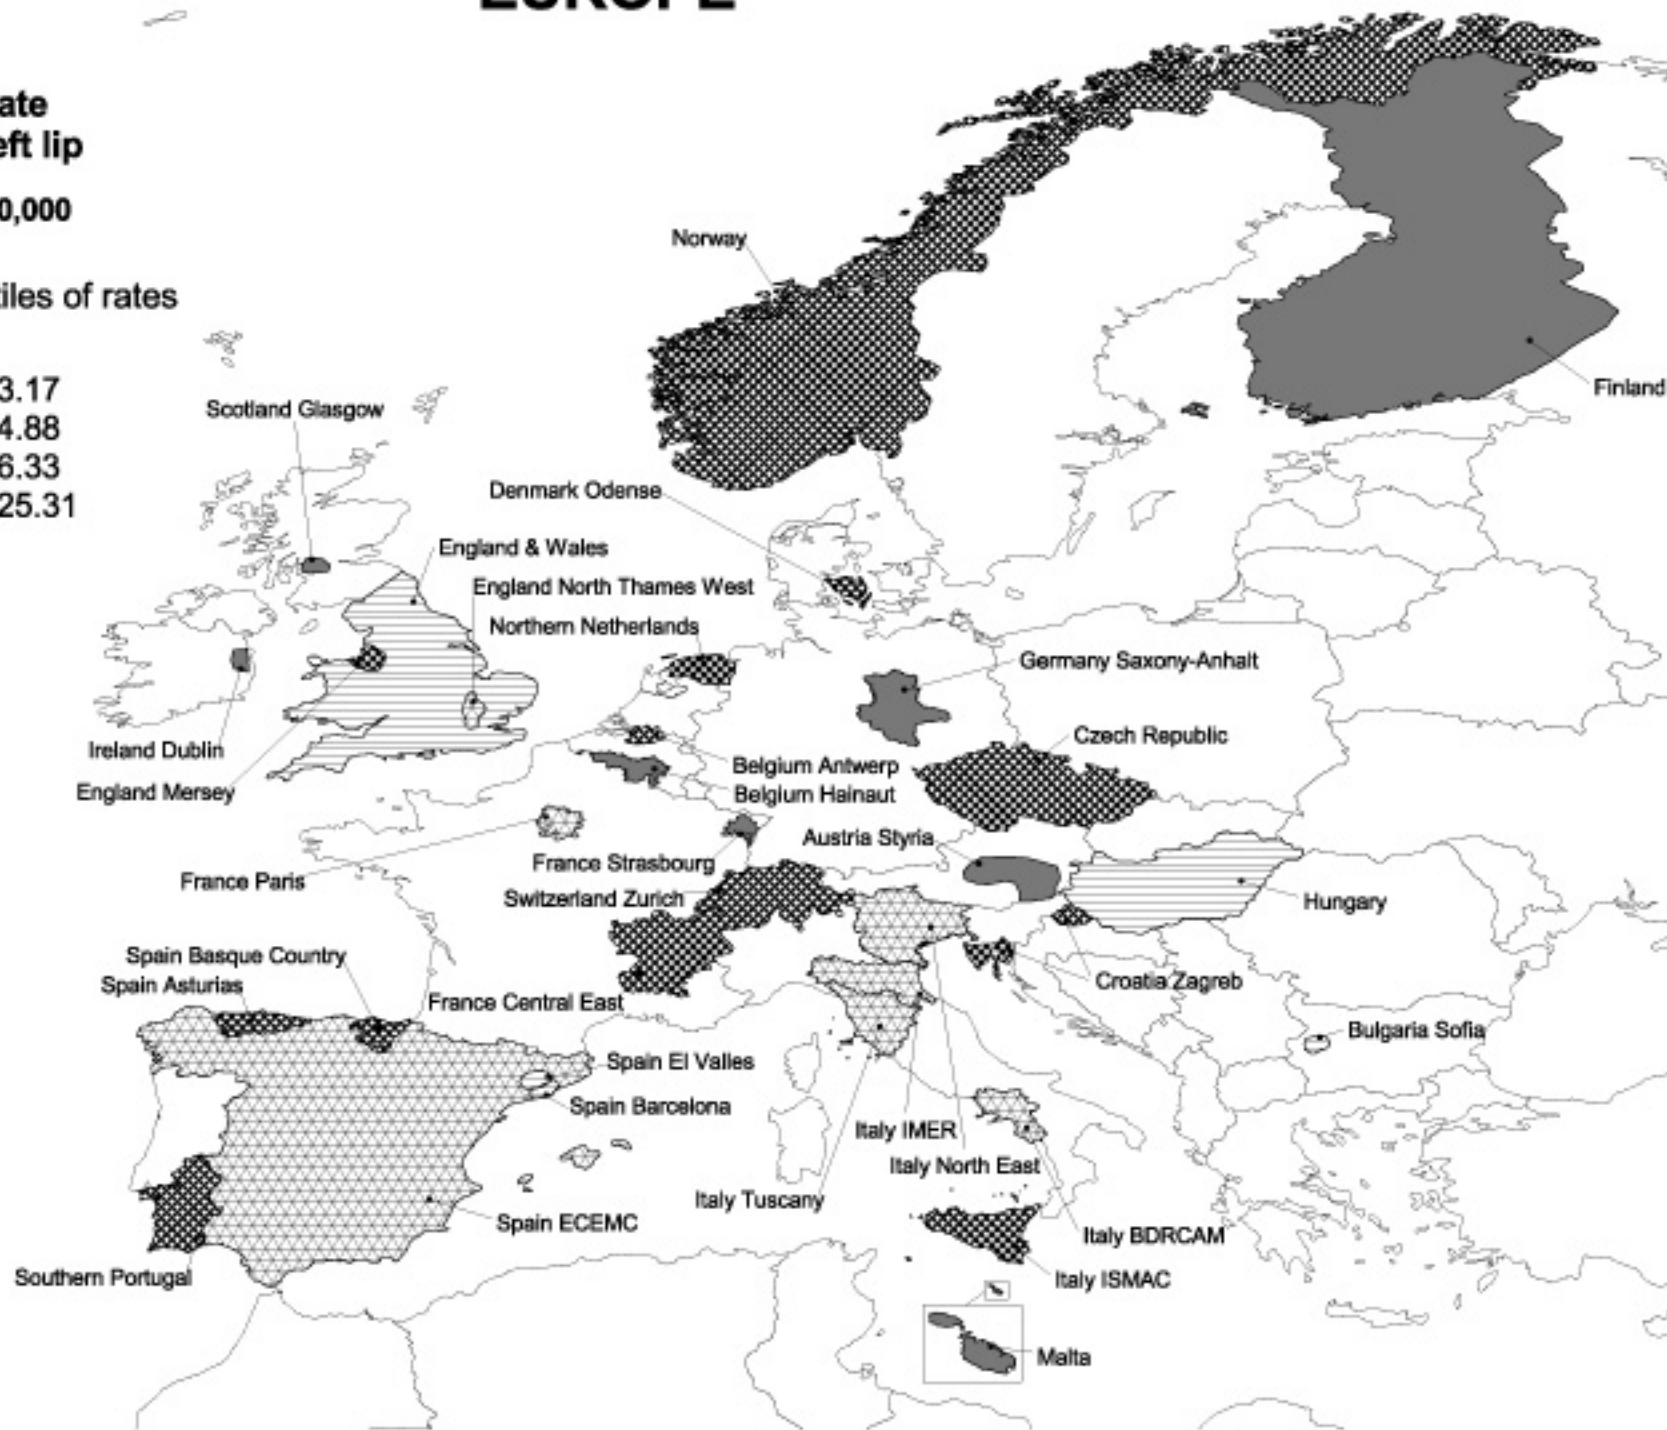 EUROPE
ate
eft lip
0,000
tiles of rates
3.17
4.88
6.33
25.31
Norway
Finland
Scotland Glasgow
Denmark Odense
England & Wales
England North Thames West
Northern Netherlands
Germany Saxony-Anhalt
Ireland Dublin
Czech Republic
England Mersey
Belgium Antwerp
Belgium Hainaut
Austria Styria
France Strasbourg
France Paris
Switzerland Zurich
Hungary
Spain Basque Country
Spain Asturias
Croatia Zagreb
France Central East
Bulgaria Sofia
Spain El Valles
Spain Barcelona
Italy IMER
Italy North East
Italy Tuscany
Spain ECEMC
Italy BDRCAM
Southern Portugal
Italy ISMAC
Malta